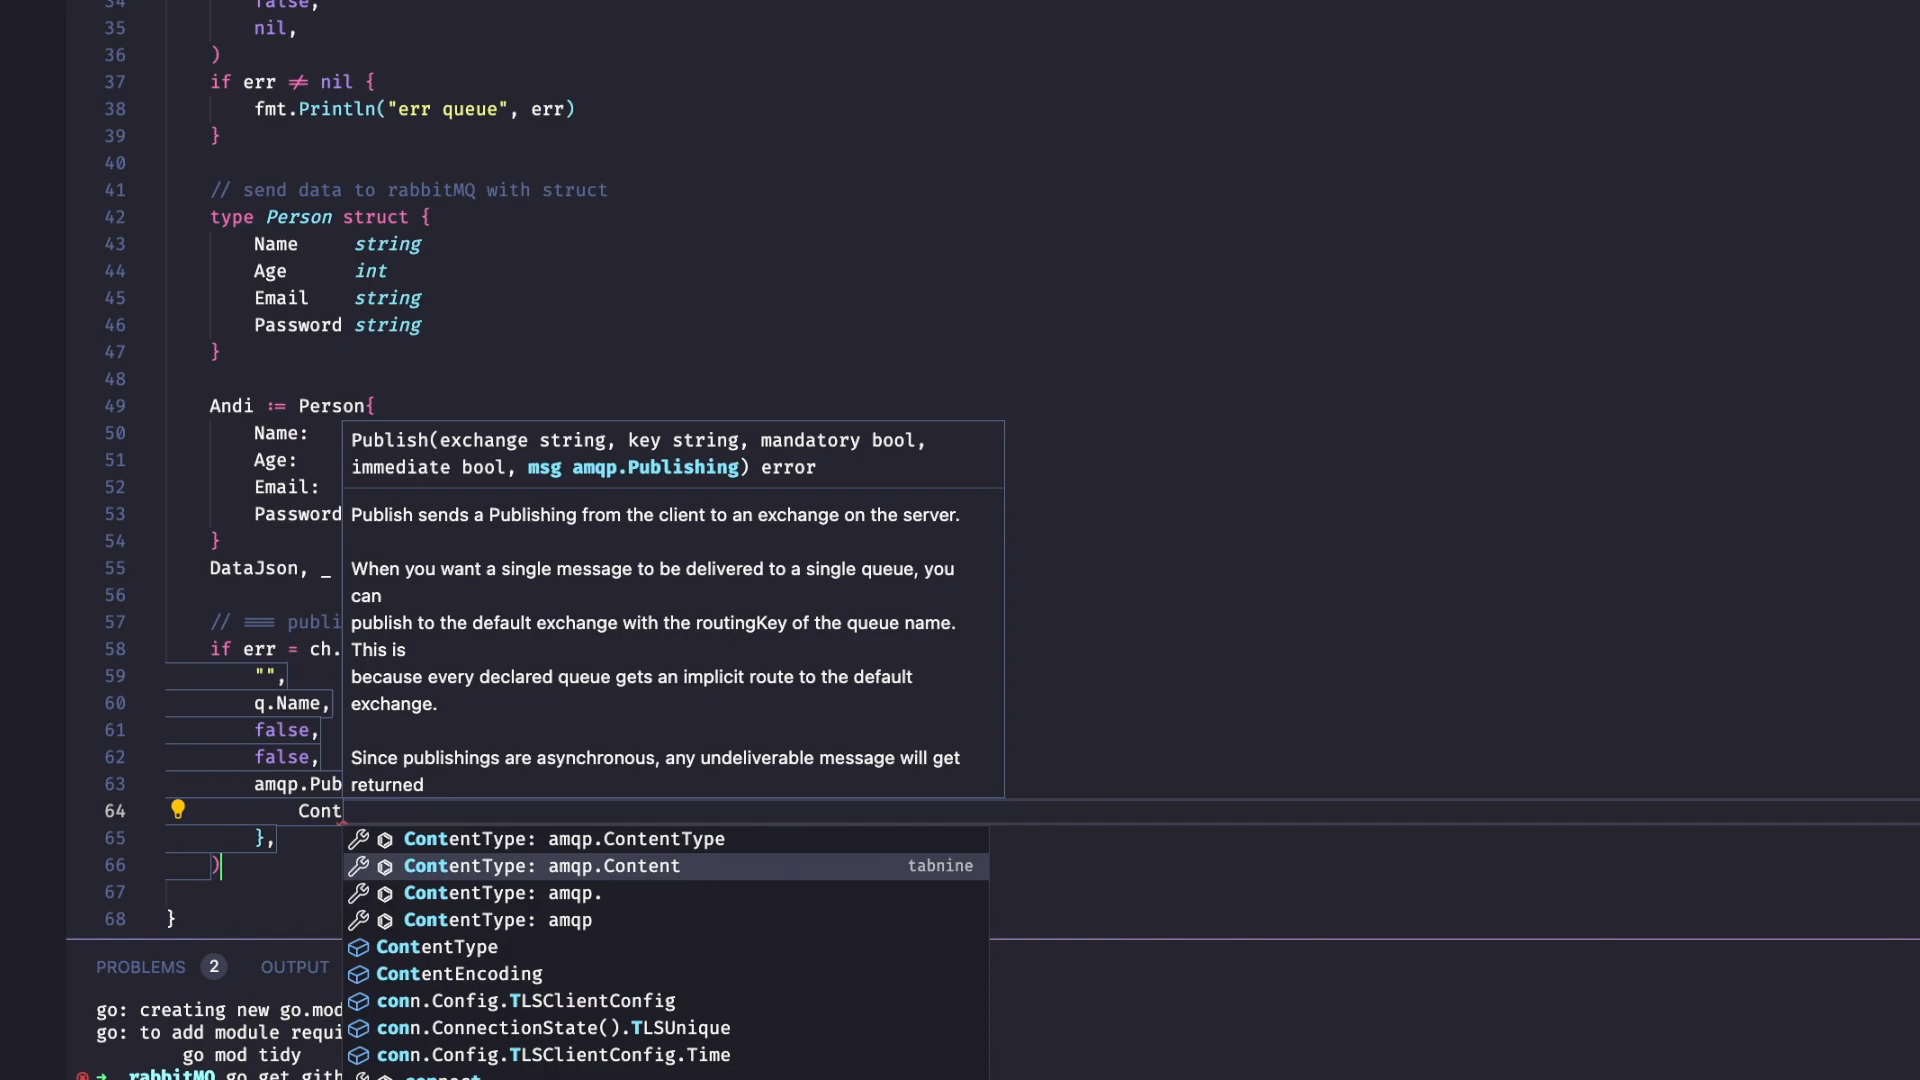 34 false,
35 nil,
36 )
37 if err ≠ nil {
38 fmt.Println("err queue", err)
39 }
40
41 // send data to rabbitMQ with struct
42 type Person struct {
43 Name string
44 Age int
45 Email string
46 Password string
47 }
48
49 Andi := Person{
50 Name:
51 Age:
52 Email:
53 Password
54 }
55 DataJson, _
56
57 // === publi
58 if err = ch.
59 "",
60 q.Name,
61 false,
62 false,
63 amqp.Pub
64 Cont
65 },
66 )
67
68 }
Publish(exchange string, key string, mandatory bool,
immediate bool, msg amqp.Publishing) error
Publish sends a Publishing from the client to an exchange on the server.
When you want a single message to be delivered to a single queue, you
can
publish to the default exchange with the routingKey of the queue name.
This is
because every declared queue gets an implicit route to the default
exchange.
Since publishings are asynchronous, any undeliverable message will get
returned
ContentType: amqp.ContentType
ContentType: amqp.Content tabnine
ContentType: amqp.
ContentType: amqp
ContentType
ContentEncoding
conn.Config.TLSClientConfig
conn.ConnectionState().TLSUnique
conn.Config.TLSClientConfig.Time
connect
PROBLEMS 2 OUTPUT
go: creating new go.mod
go: to add module requi
go mod tidy
→ rabbitMQ go get gith